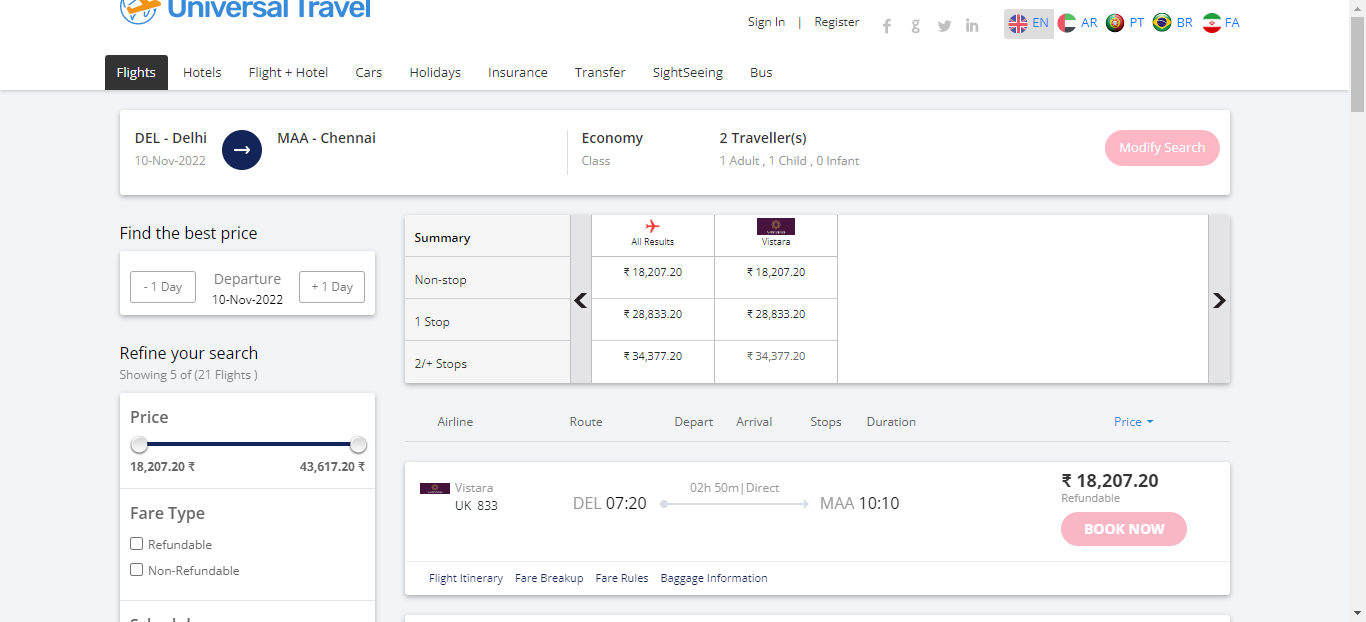 Universal Travel
Sign In | Register
EN AR PT BR FA
Flights Hotels Flight + Hotel Cars Holidays Insurance Transfer SightSeeing Bus
DEL - Delhi → MAA - Chennai Economy 2 Traveller(s) Modify Search
10-Nov-2022 Class 1 Adult , 1 Child , 0 Infant
Find the best price
- 1 Day Departure + 1 Day
10-Nov-2022
Refine your search
Showing 5 of (21 Flights )
Price
18,207.20 ₹ 43,617.20 ₹
Fare Type
Refundable
Non-Refundable
Summary All Results Vistara
Non-stop ₹ 18,207.20 ₹ 18,207.20
1 Stop ₹ 28,833.20 ₹ 28,833.20
2/+ Stops ₹ 34,377.20 ₹ 34,377.20
Airline Route Depart Arrival Stops Duration Price
Vistara 02h 50m|Direct ₹ 18,207.20
UK 833 DEL 07:20 MAA 10:10 Refundable
BOOK NOW
Flight Itinerary Fare Breakup Fare Rules Baggage Information